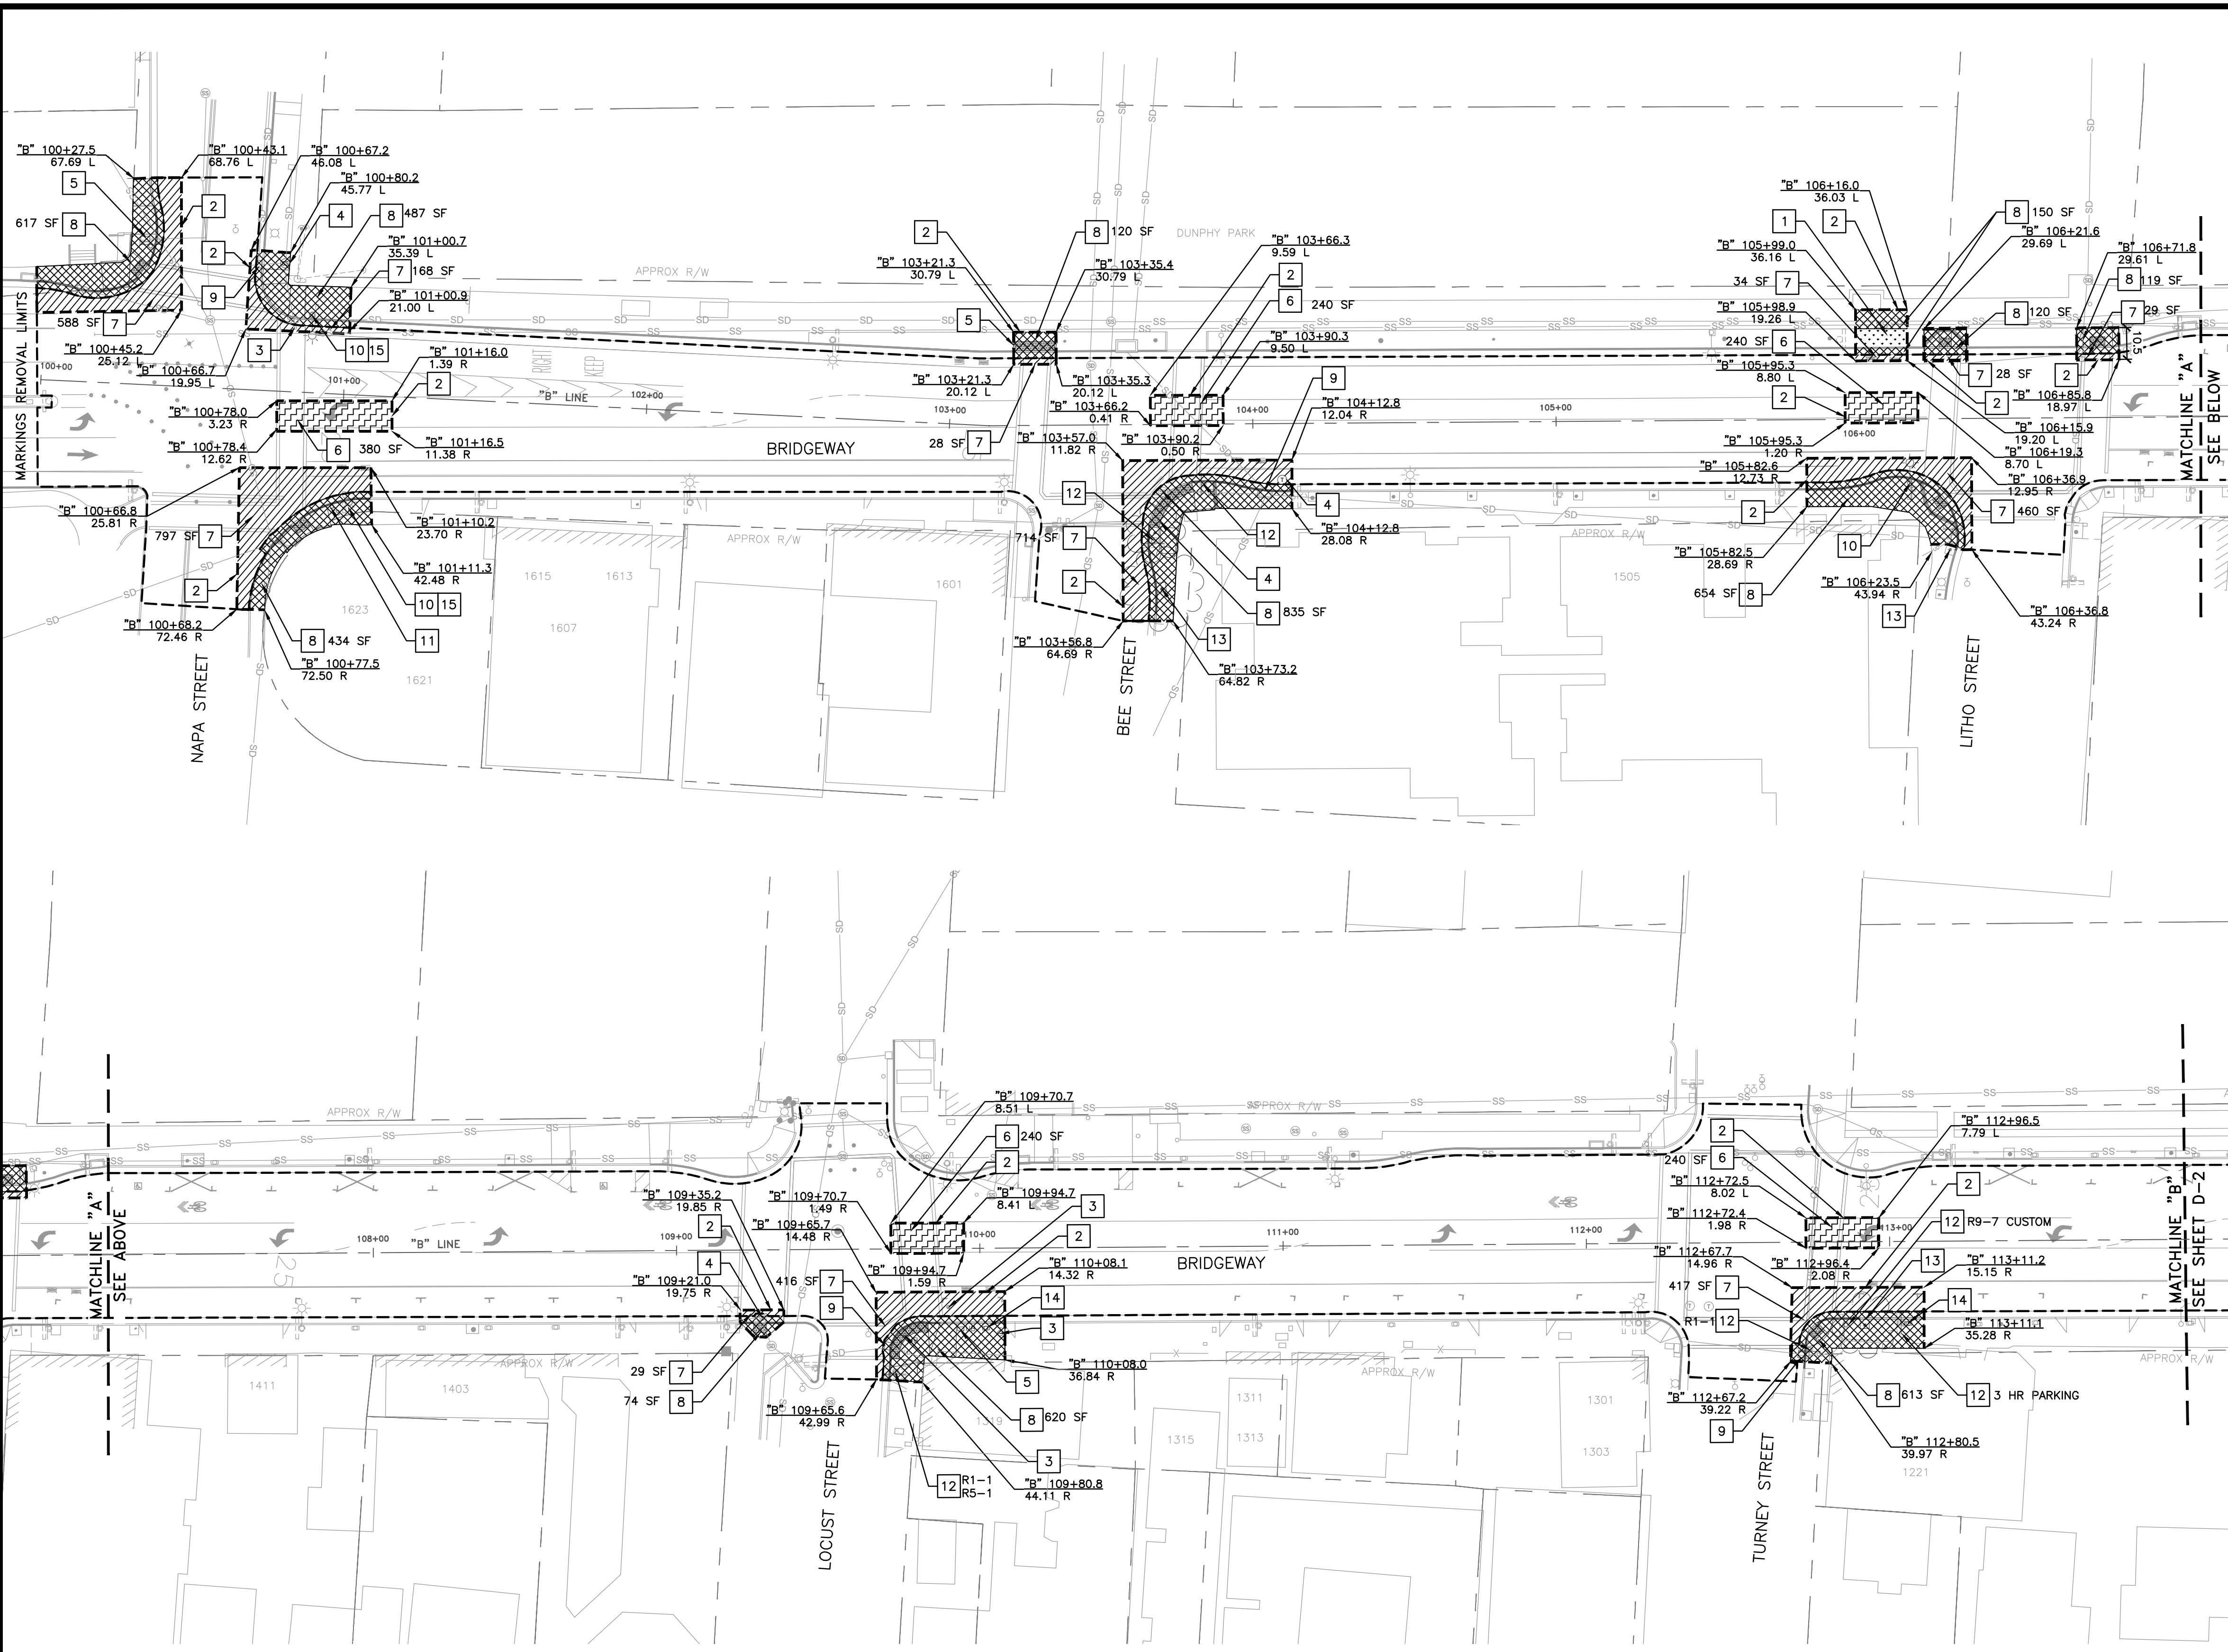 "B" 100+27.5
67.69 L
"B" 100+43.1
68.76 L
"B" 100+67.2
46.08 L
"B" 100+80.2
45.77 L
5
2
4
617 SF 8
8 487 SF
2
"B" 101+00.7
35.39 L
7 168 SF
9
"B" 101+00.9
21.00 L
588 SF 7
3
10 15
"B" 100+45.2
25.12 L
"B" 100+66.7
19.95 L
MARKINGS REMOVAL LIMITS
100+00
101+00
"B" 101+16.0
1.39 R
2
RIGHT
KEEP
"B" LINE
102+00
"B" 100+78.0
3.23 R
"B" 100+78.4
12.62 R
6 380 SF
"B" 101+16.5
11.38 R
BRIDGEWAY
APPROX R/W
"B" 100+66.8
25.81 R
797 SF 7
2
"B" 101+10.2
23.70 R
"B" 101+11.3
42.48 R
10 15
11
"B" 100+68.2
72.46 R
8 434 SF
"B" 100+77.5
72.50 R
NAPA STREET
1623
1621
1615
1613
1607
1601
APPROX R/W
2
8 120 SF
"B" 103+21.3
30.79 L
"B" 103+35.4
30.79 L
5
"B" 103+21.3
20.12 L
"B" 103+35.3
20.12 L
103+00
28 SF 7
DUNPHY PARK
"B" 103+66.3
9.59 L
2
6 240 SF
"B" 103+90.3
9.50 L
9
"B" 103+66.2
0.41 R
104+00
"B" 104+12.8
12.04 R
"B" 103+57.0
11.82 R
"B" 103+90.2
0.50 R
12
4
714 SF 7
12
"B" 104+12.8
28.08 R
2
4
8 835 SF
"B" 103+56.8
64.69 R
13
"B" 103+73.2
64.82 R
BEE STREET
105+00
1505
APPROX R/W
"B" 106+16.0
36.03 L
1
2
8 150 SF
"B" 105+99.0
36.16 L
"B" 106+21.6
29.69 L
"B" 106+71.8
29.61 L
34 SF 7
8 119 SF
"B" 105+98.9
19.26 L
8 120 SF
7 29 SF
240 SF 6
10.5
"B" 105+95.3
8.80 L
7 28 SF
2
2
2
"B" 106+85.8
18.97 L
"B" 106+15.9
19.20 L
106+00
"B" 105+95.3
1.20 R
"B" 106+19.3
8.70 L
"B" 105+82.6
12.73 R
"B" 106+36.9
12.95 R
2
7 460 SF
10
"B" 105+82.5
28.69 R
"B" 106+23.5
43.94 R
654 SF 8
13
"B" 106+36.8
43.24 R
LITHO STREET
MATCHLINE "A"
SEE BELOW
MATCHLINE "A"
SEE ABOVE
APPROX R/W
108+00
"B" LINE
109+00
25
1411
1403
APPROX R/W
"B" 109+35.2
19.85 R
2
4
"B" 109+21.0
19.75 R
29 SF 7
74 SF 8
"B" 109+70.7
8.51 L
6 240 SF
2
"B" 109+70.7
1.49 R
"B" 109+94.7
8.41 L
3
"B" 109+65.7
14.48 R
110+00
2
"B" 109+94.7
1.59 R
"B" 110+08.1
14.32 R
416 SF 7
14
9
3
"B" 110+08.0
36.84 R
5
"B" 109+65.6
42.99 R
8 620 SF
1319
3
12 R1-1
R5-1
"B" 109+80.8
44.11 R
LOCUST STREET
BRIDGEWAY
APPROX R/W
111+00
112+00
1315
1311
1313
1301
1303
APPROX R/W
2
240 SF 6
"B" 112+96.5
7.79 L
"B" 112+72.5
8.02 L
2
"B" 112+72.4
1.98 R
113+00
12 R9-7 CUSTOM
"B" 112+67.7
14.96 R
"B" 112+96.4
2.08 R
13
"B" 113+11.2
15.15 R
417 SF 7
14
R1-1 12
"B" 113+11.1
35.28 R
"B" 112+67.2
39.22 R
8 613 SF
12 3 HR PARKING
9
"B" 112+80.5
39.97 R
1221
TURNEY STREET
APPROX R/W
MATCHLINE "B"
SEE SHEET D-2